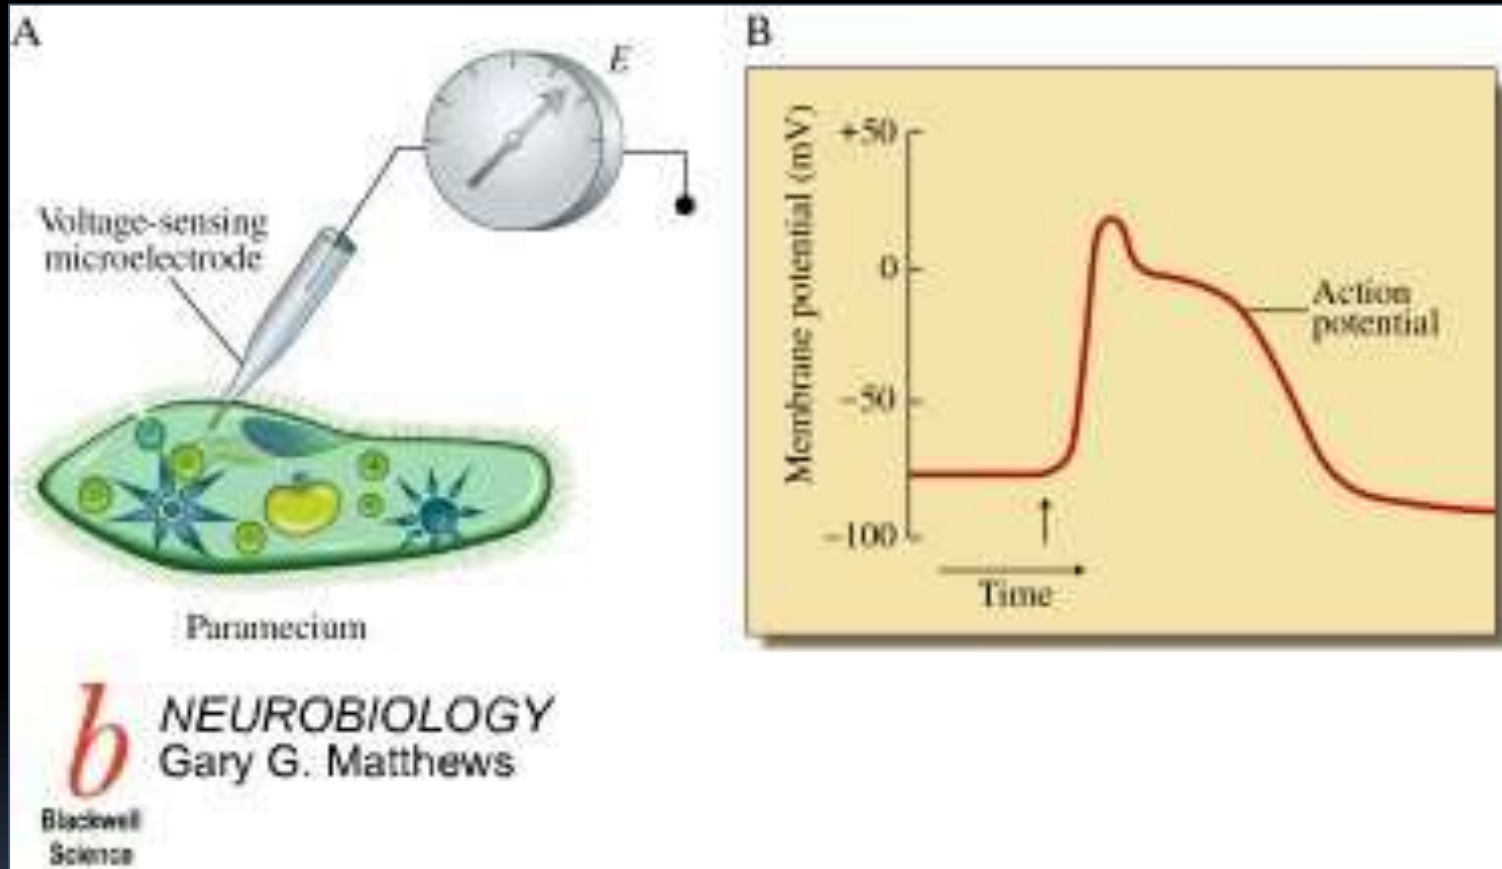 A
E
Voltage-sensing
microelectrode
Paramecium
B
Membrane potential (mV)
+50
0
-50
-100
Action
potential
Time
b
NEUROBIOLOGY
Gary G. Matthews
Blackwell
Science